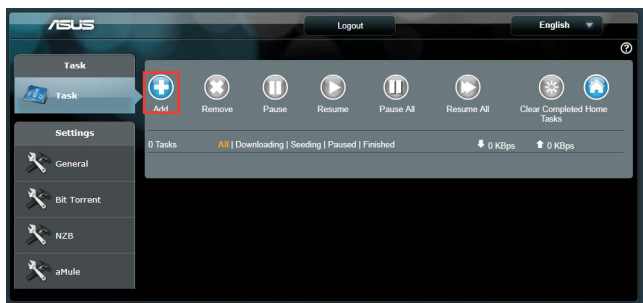 ASUS Logout English
?
Task
Task
Add Remove Pause Resume Pause All Resume All Clear Completed Tasks Home
0 Tasks All | Downloading | Seeding | Paused | Finished 0 KBps 0 KBps
Settings
General
Bit Torrent
NZB
aMule